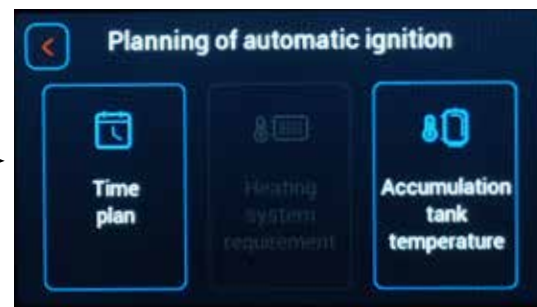 Planning of automatic ignition
Time
plan
Heating
system
requirement
Accumulation
tank
temperature